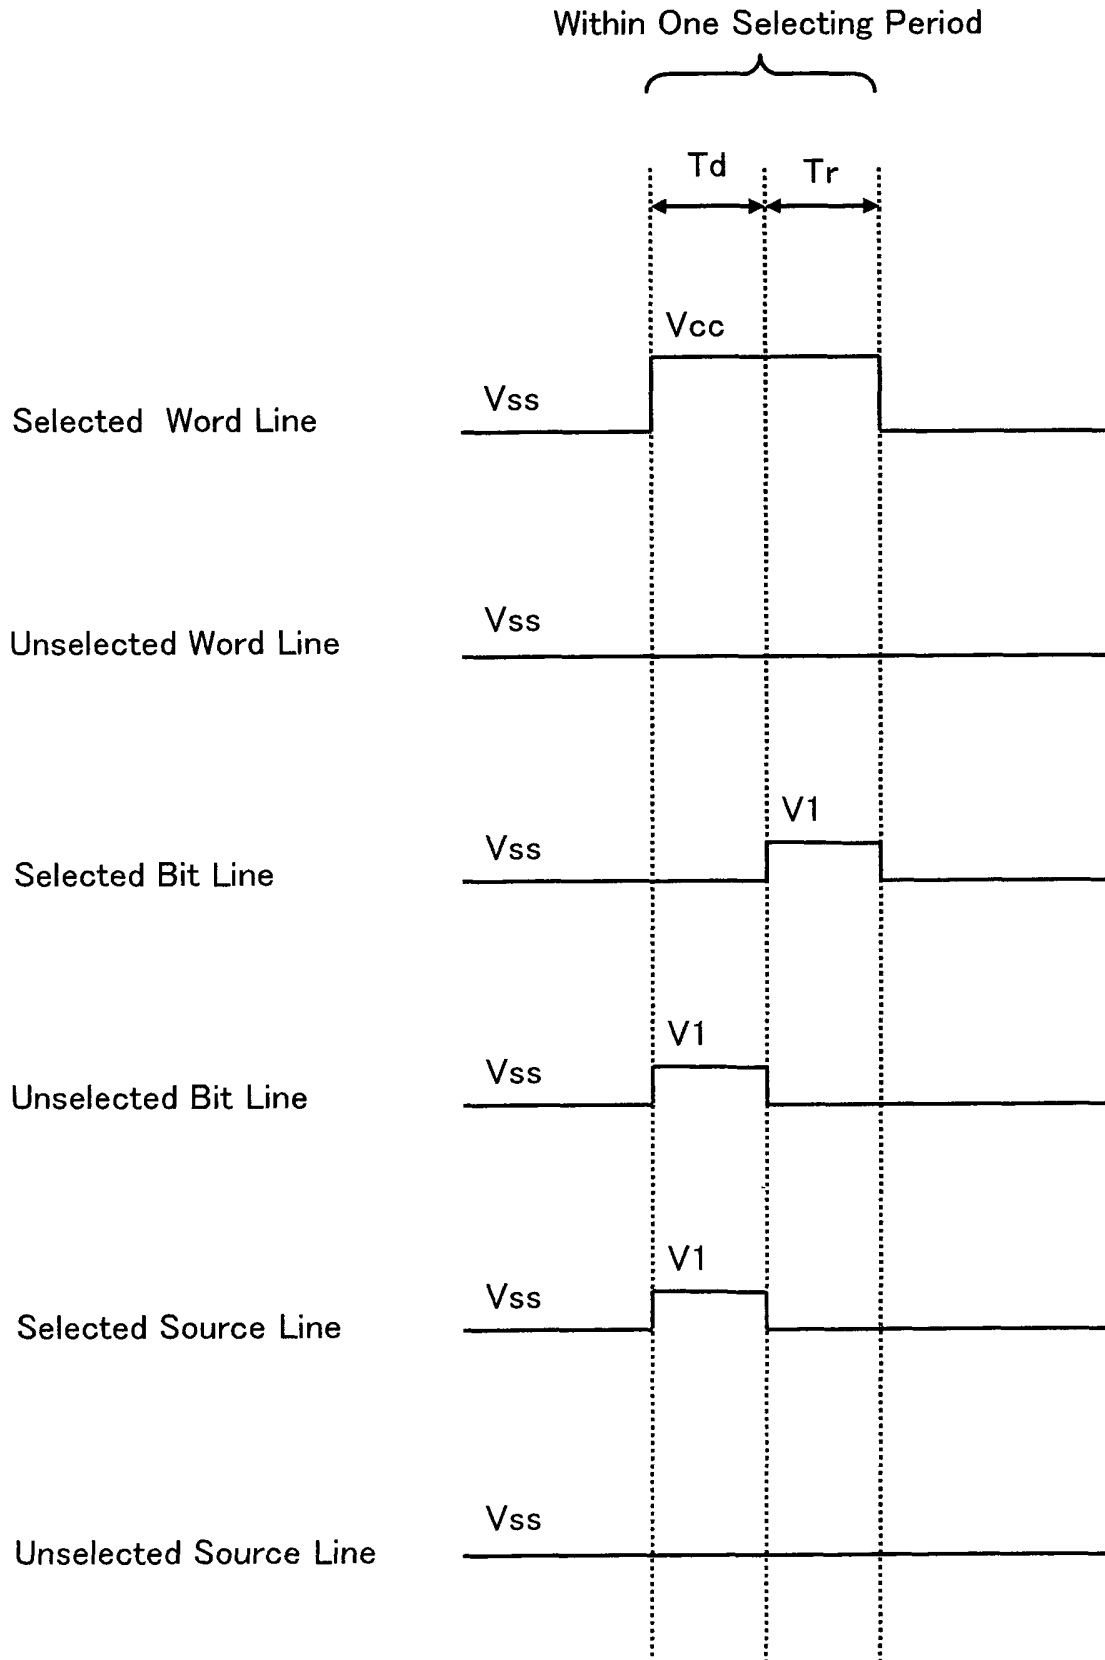 Within One Selecting Period
Td
Tr
Vcc
Vss
Selected Word Line
Vss
Unselected Word Line
V1
Vss
Selected Bit Line
V1
Vss
Unselected Bit Line
V1
Vss
Selected Source Line
Vss
Unselected Source Line